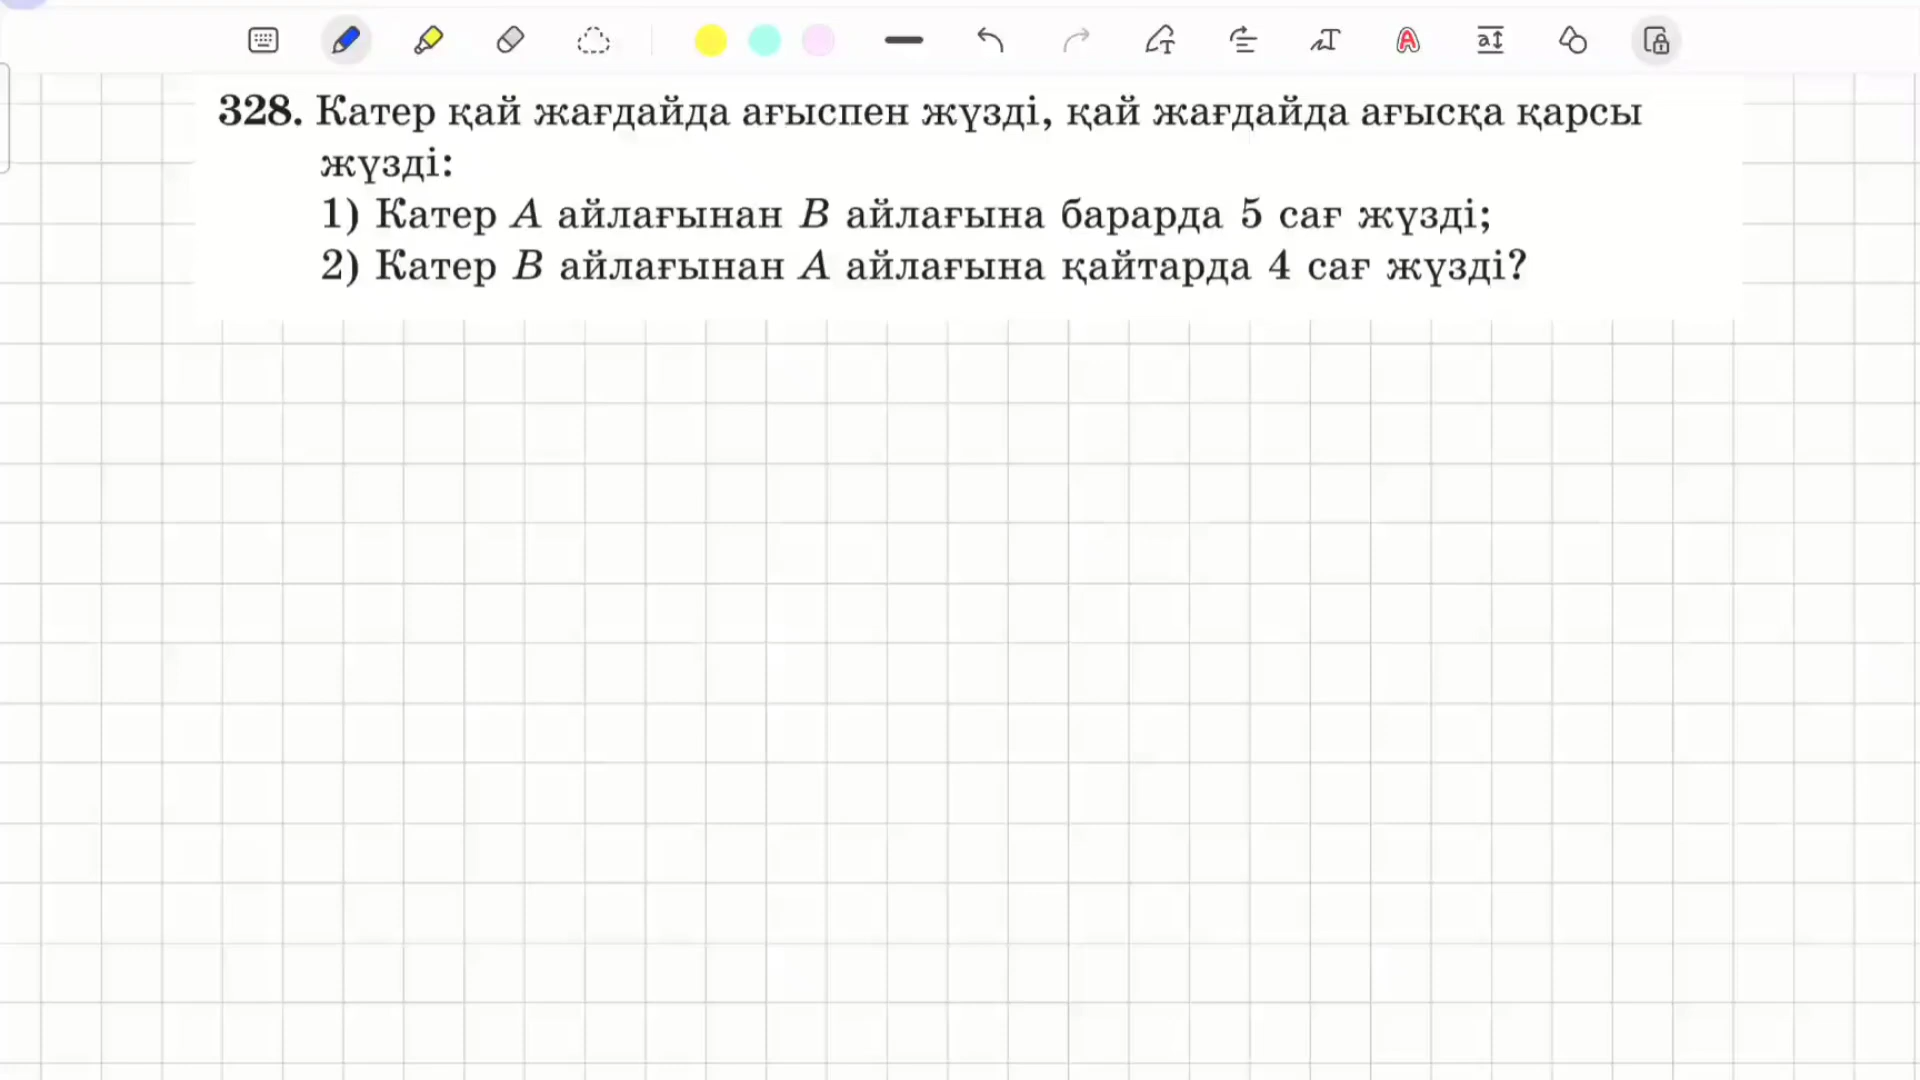 328. Катер қай жағдайда ағыспен жүзді, қай жағдайда ағысқа қарсы
жүзді:
1) Катер A айлағынан B айлағына барарда 5 сағ жүзді;
2) Катер B айлағынан A айлағына қайтарда 4 сағ жүзді?